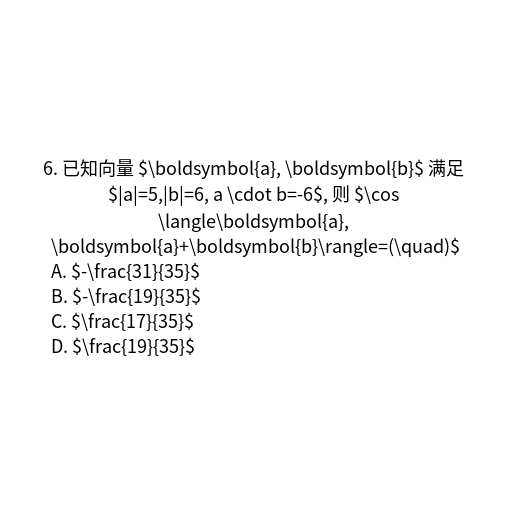 6. 已知向量 $\boldsymbol{a}, \boldsymbol{b}$ 满足
$|a|=5,|b|=6, a \cdot b=-6$, 则 $\cos
\langle\boldsymbol{a},
\boldsymbol{a}+\boldsymbol{b}\rangle=(\quad)$
A. $-\frac{31}{35}$
B. $-\frac{19}{35}$
C. $\frac{17}{35}$
D. $\frac{19}{35}$